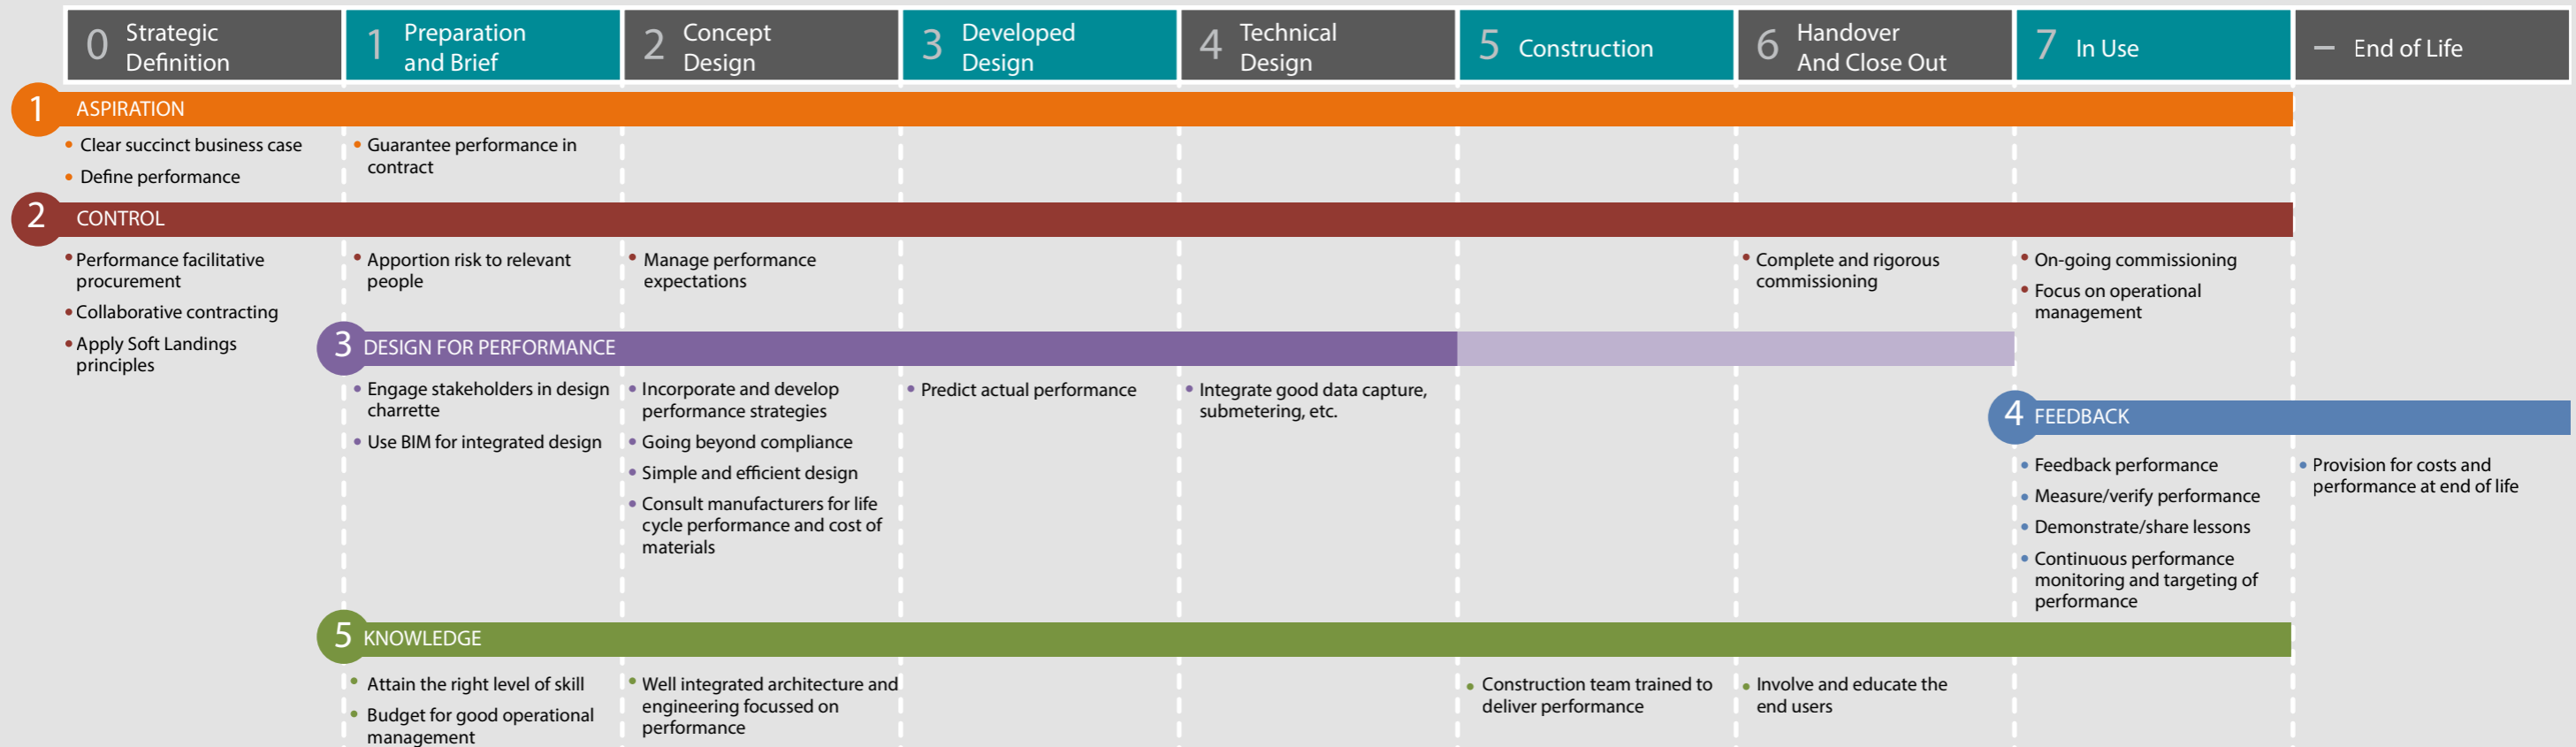 0 Strategic
Definition
1 Preparation
and Brief
2 Concept
Design
3 Developed
Design
4 Technical
Design
5 Construction
6 Handover
And Close Out
7 In Use
– End of Life
1 ASPIRATION
• Clear succinct business case
• Define performance
• Guarantee performance in
contract
2 CONTROL
• Performance facilitative
procurement
• Collaborative contracting
• Apply Soft Landings
principles
• Apportion risk to relevant
people
• Manage performance
expectations
• Complete and rigorous
commissioning
• On-going commissioning
• Focus on operational
management
3 DESIGN FOR PERFORMANCE
• Engage stakeholders in design
charrette
• Use BIM for integrated design
• Incorporate and develop
performance strategies
• Going beyond compliance
• Simple and efficient design
• Consult manufacturers for life
cycle performance and cost of
materials
• Predict actual performance
• Integrate good data capture,
submetering, etc.
4 FEEDBACK
• Feedback performance
• Measure/verify performance
• Demonstrate/share lessons
• Continuous performance
monitoring and targeting of
performance
• Provision for costs and
performance at end of life
5 KNOWLEDGE
• Attain the right level of skill
• Budget for good operational
management
• Well integrated architecture and
engineering focussed on
performance
• Construction team trained to
deliver performance
• Involve and educate the
end users